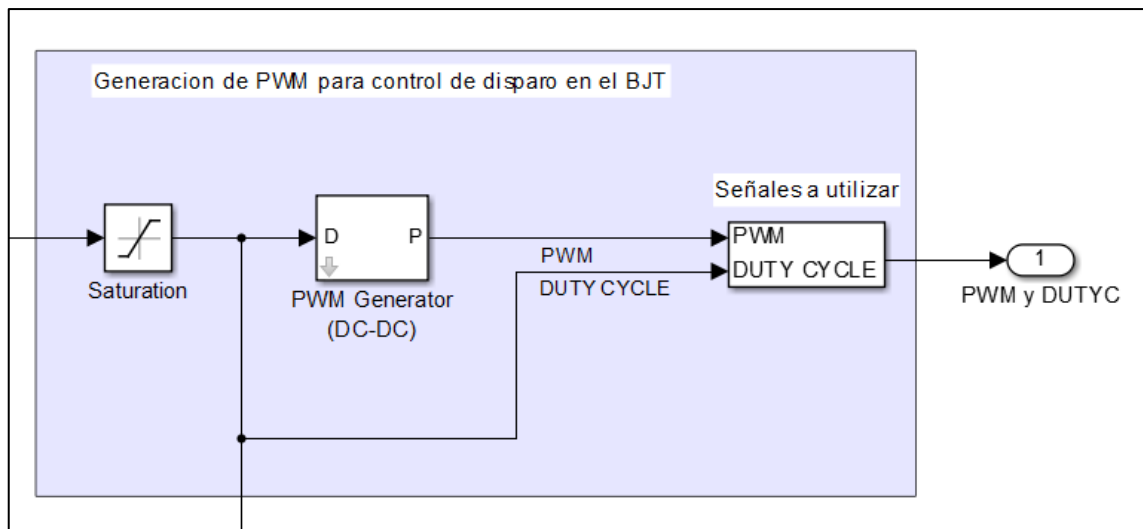 Generacion de PWM para control de disparo en el BJT
Señales a utilizar
D P
PWM
DUTY CYCLE
PWM
DUTY CYCLE
1
Saturation
PWM Generator
(DC-DC)
PWM y DUTYC